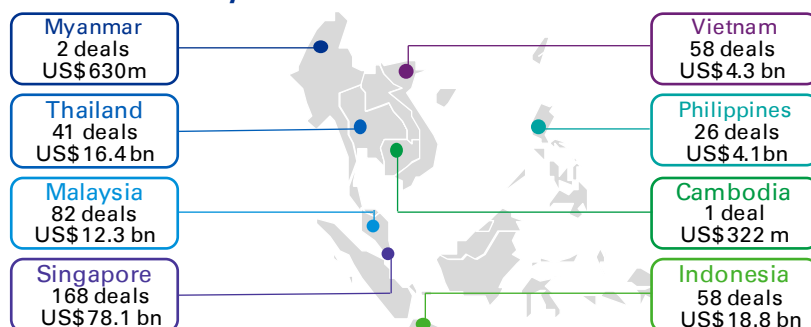 Myanmar
2 deals
US$630m
Thailand
41 deals
US$16.4 bn
Malaysia
82 deals
US$12.3 bn
Singapore
168 deals
US$78.1 bn
Vietnam
58 deals
US$4.3 bn
Philippines
26 deals
US$4.1bn
Cambodia
1 deal
US$322 m
Indonesia
58 deals
US$18.8 bn